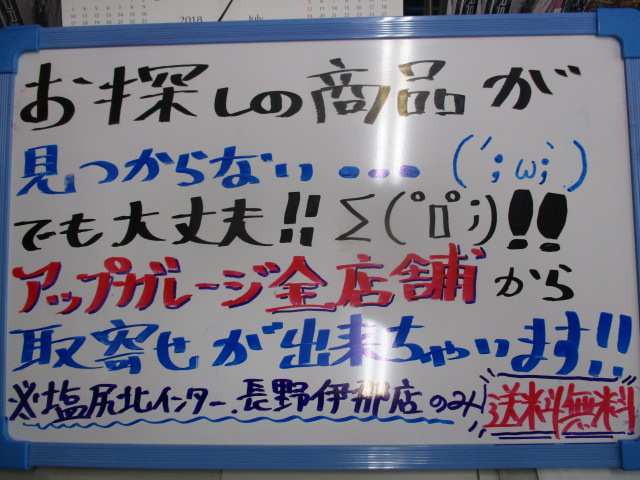 2018 July
お探しの商品が
見つからない・・・（´；ω；｀）
でも大丈夫!! Σ(ﾟДﾟ；)!!
アップガレージ全店舗から
取寄せが出来ちゃいます!!
※塩尻北インター、長野伊那店のみ 送料無料